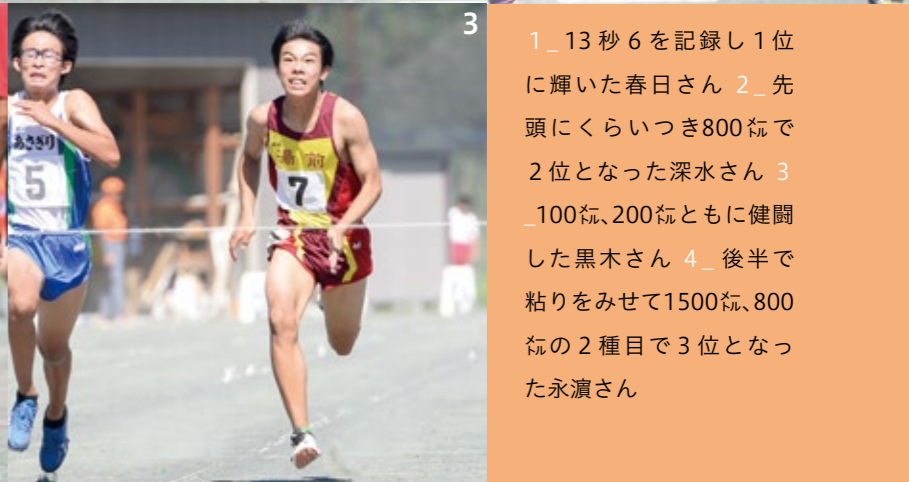 3
あさぎり
5
湯前
7
1_13秒6を記録し1位
に輝いた春日さん 2_先
頭にくらいつき800㍍で
2位となった深水さん 3
_100㍍、200㍍ともに健闘
した黒木さん 4_後半で
粘りをみせて1500㍍、800
㍍の2種目で3位となっ
た永濵さん